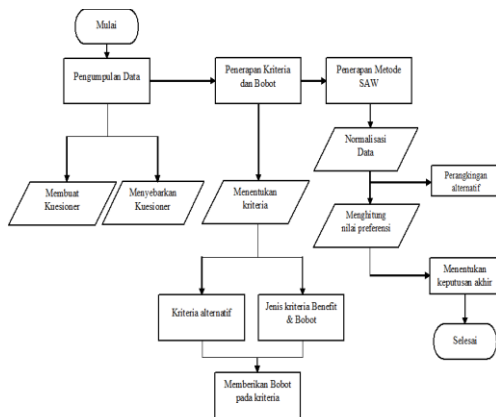 Mulai
Pengumpulan Data
Penerapan Kriteria
dan Bobot
Penerapan Metode
SAW
Normalisasi
Data
Perangkingan
alternatif
Membuat
Kuesioner
Menyebarkan
Kuesioner
Menentukan
kriteria
Menghitung
nilai preferensi
Menentukan
keputusan akhir
Kriteria alternatif
Jenis kriteria Benefit
& Bobot
Selesai
Memberikan Bobot
pada kriteria